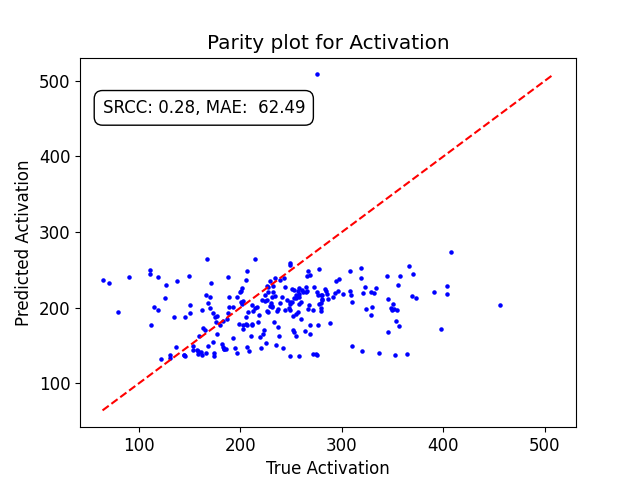 Parity plot for Activation
SRCC: 0.28, MAE:  62.49
Predicted Activation
500
400
300
200
100
100 200 300 400 500
True Activation